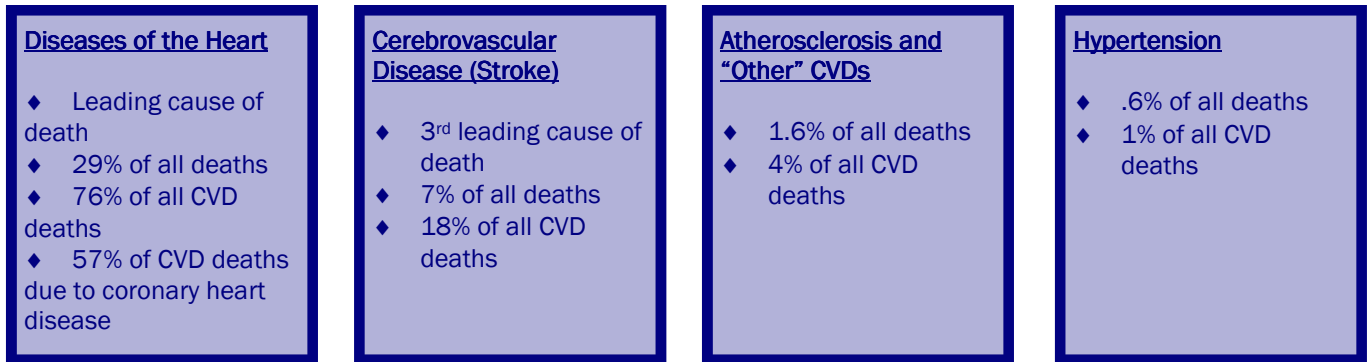 Diseases of the Heart
♦ Leading cause of
death
♦ 29% of all deaths
♦ 76% of all CVD
deaths
♦ 57% of CVD deaths
due to coronary heart
disease
Cerebrovascular
Disease (Stroke)
♦ 3rd leading cause of
death
♦ 7% of all deaths
♦ 18% of all CVD
deaths
Atherosclerosis and
“Other” CVDs
♦ 1.6% of all deaths
♦ 4% of all CVD
deaths
Hypertension
♦ .6% of all deaths
♦ 1% of all CVD
deaths